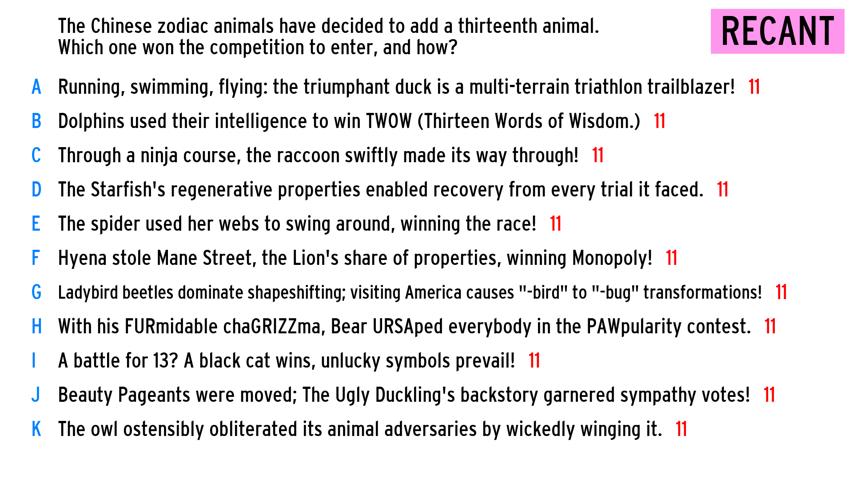 The Chinese zodiac animals have decided to add a thirteenth animal.
Which one won the competition to enter, and how?
RECANT
A Running, swimming, flying: the triumphant duck is a multi-terrain triathlon trailblazer! 11
B Dolphins used their intelligence to win TWOW (Thirteen Words of Wisdom.) 11
C Through a ninja course, the raccoon swiftly made its way through! 11
D The Starfish's regenerative properties enabled recovery from every trial it faced. 11
E The spider used her webs to swing around, winning the race! 11
F Hyena stole Mane Street, the Lion's share of properties, winning Monopoly! 11
G Ladybird beetles dominate shapeshifting; visiting America causes "-bird" to "-bug" transformations! 11
H With his FURmidable chaGRIZZma, Bear URSAped everybody in the PAWpularity contest. 11
I A battle for 13? A black cat wins, unlucky symbols prevail! 11
J Beauty Pageants were moved; The Ugly Duckling's backstory garnered sympathy votes! 11
K The owl ostensibly obliterated its animal adversaries by wickedly winging it. 11